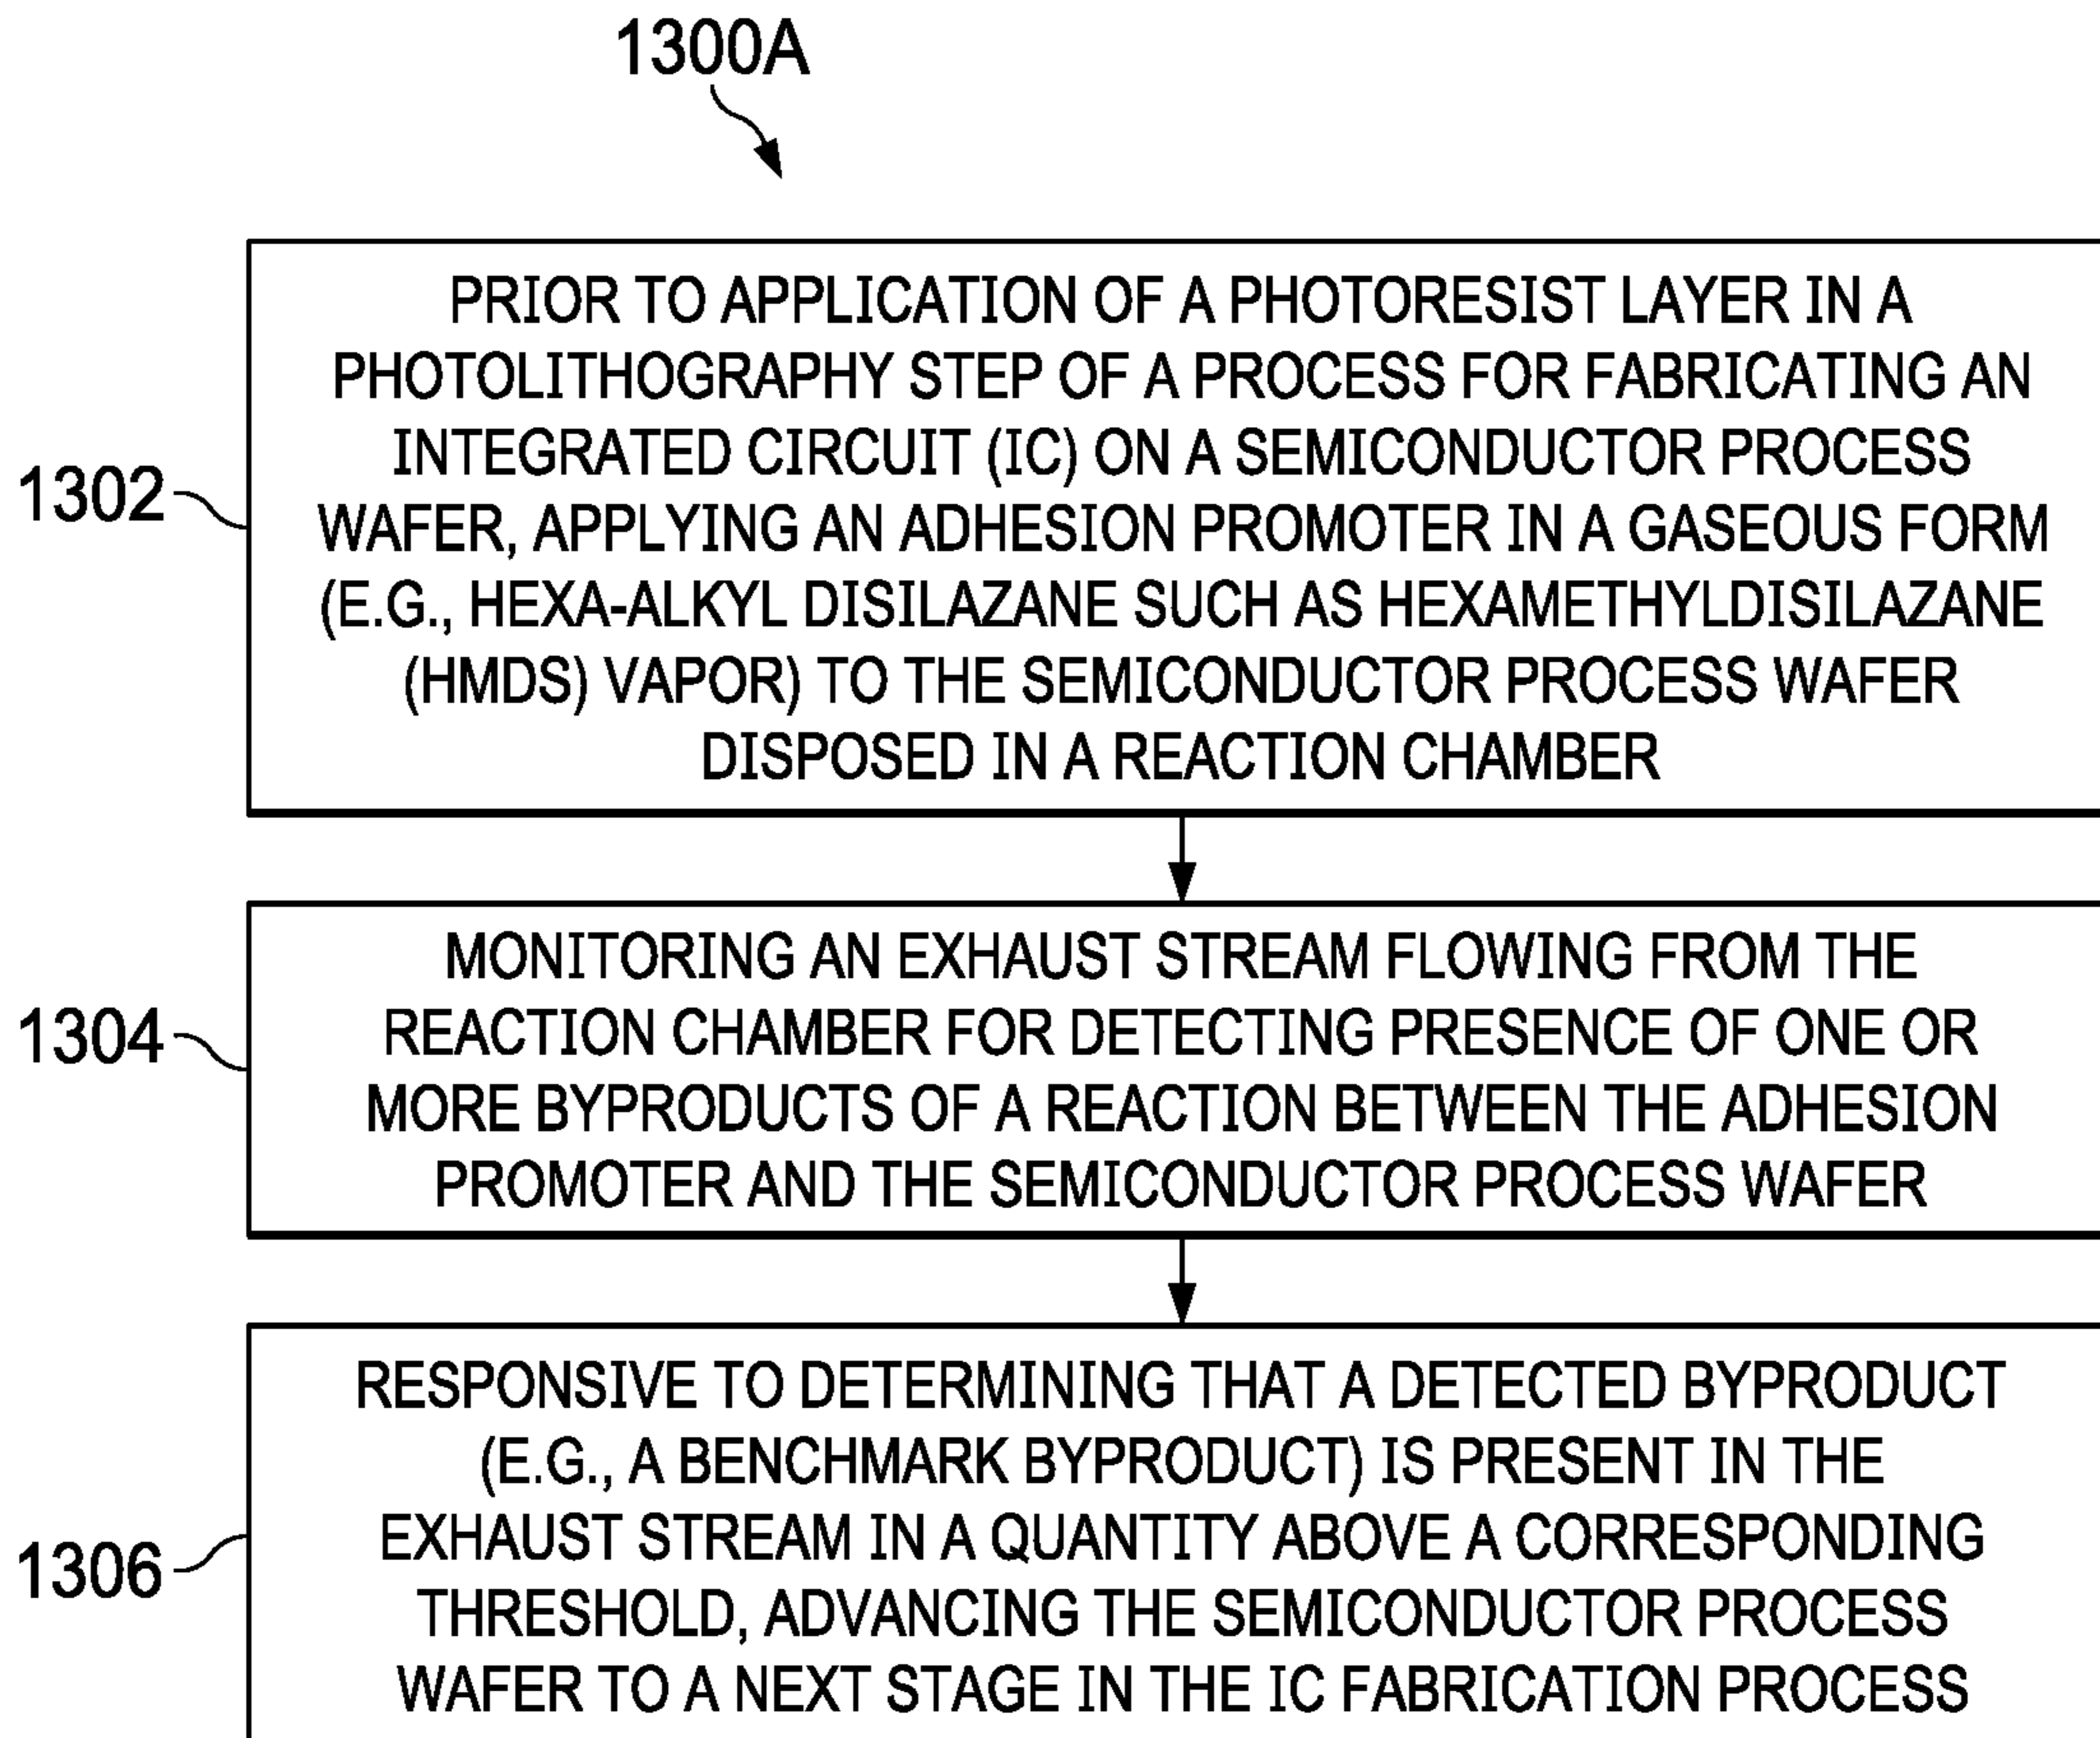 1300A
PRIOR TO APPLICATION OF A PHOTORESIST LAYER IN A
PHOTOLITHOGRAPHY STEP OF A PROCESS FOR FABRICATING AN
INTEGRATED CIRCUIT (IC) ON A SEMICONDUCTOR PROCESS
WAFER, APPLYING AN ADHESION PROMOTER IN A GASEOUS FORM
(E.G., HEXA-ALKYL DISILAZANE SUCH AS HEXAMETHYLDISILAZANE
(HMDS) VAPOR) TO THE SEMICONDUCTOR PROCESS WAFER
DISPOSED IN A REACTION CHAMBER
1302
MONITORING AN EXHAUST STREAM FLOWING FROM THE
REACTION CHAMBER FOR DETECTING PRESENCE OF ONE OR
MORE BYPRODUCTS OF A REACTION BETWEEN THE ADHESION
PROMOTER AND THE SEMICONDUCTOR PROCESS WAFER
1304
RESPONSIVE TO DETERMINING THAT A DETECTED BYPRODUCT
(E.G., A BENCHMARK BYPRODUCT) IS PRESENT IN THE
EXHAUST STREAM IN A QUANTITY ABOVE A CORRESPONDING
THRESHOLD, ADVANCING THE SEMICONDUCTOR PROCESS
WAFER TO A NEXT STAGE IN THE IC FABRICATION PROCESS
1306